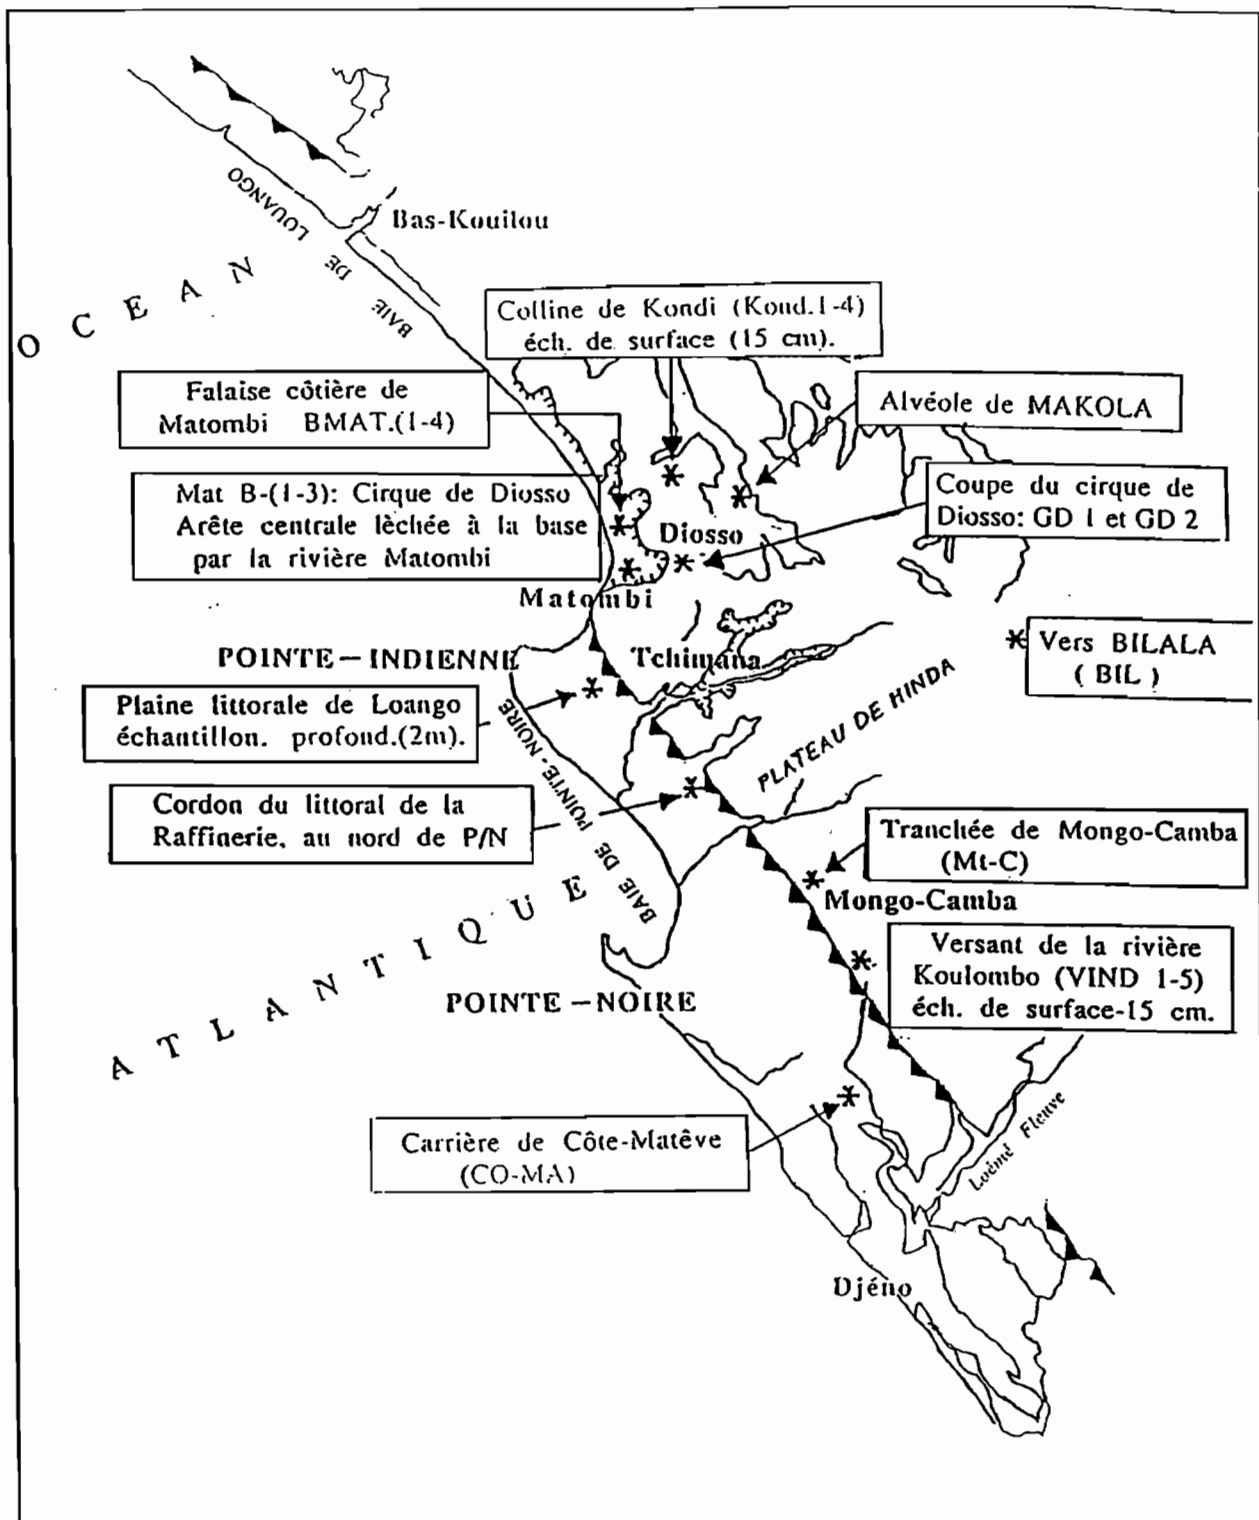 BAIE DE LOUANGO
Bas-Kouilou
OCEAN
Colline de Kondi (Kond.1-4)
éch. de surface (15 cm).
Falaise côtière de
Matombi BMAT.(1-4)
Alvéole de MAKOLA
Mat B-(1-3): Cirque de Diosso
Arête centrale lèchée à la base
par la rivière Matombi
Coupe du cirque de
Diosso: GD 1 et GD 2
Diosso
Matombi
POINTE-INDIENNE
Tchimana
Vers BILALA
( BIL )
Plaine littorale de Loango
échantillon. profond.(2m).
PLATEAU DE HINDA
BAIE DE POINTE-NOIRE
Cordon du littoral de la
Raffinerie, au nord de P/N
Tranchée de Mongo-Camba
(Mt-C)
Mongo-Camba
ATLANTIQUE
Versant de la rivière
Koulombo (VIND 1-5)
éch. de surface-15 cm.
POINTE-NOIRE
Carrière de Côte-Matêve
(CO-MA)
Loémé Fleuve
Djéno